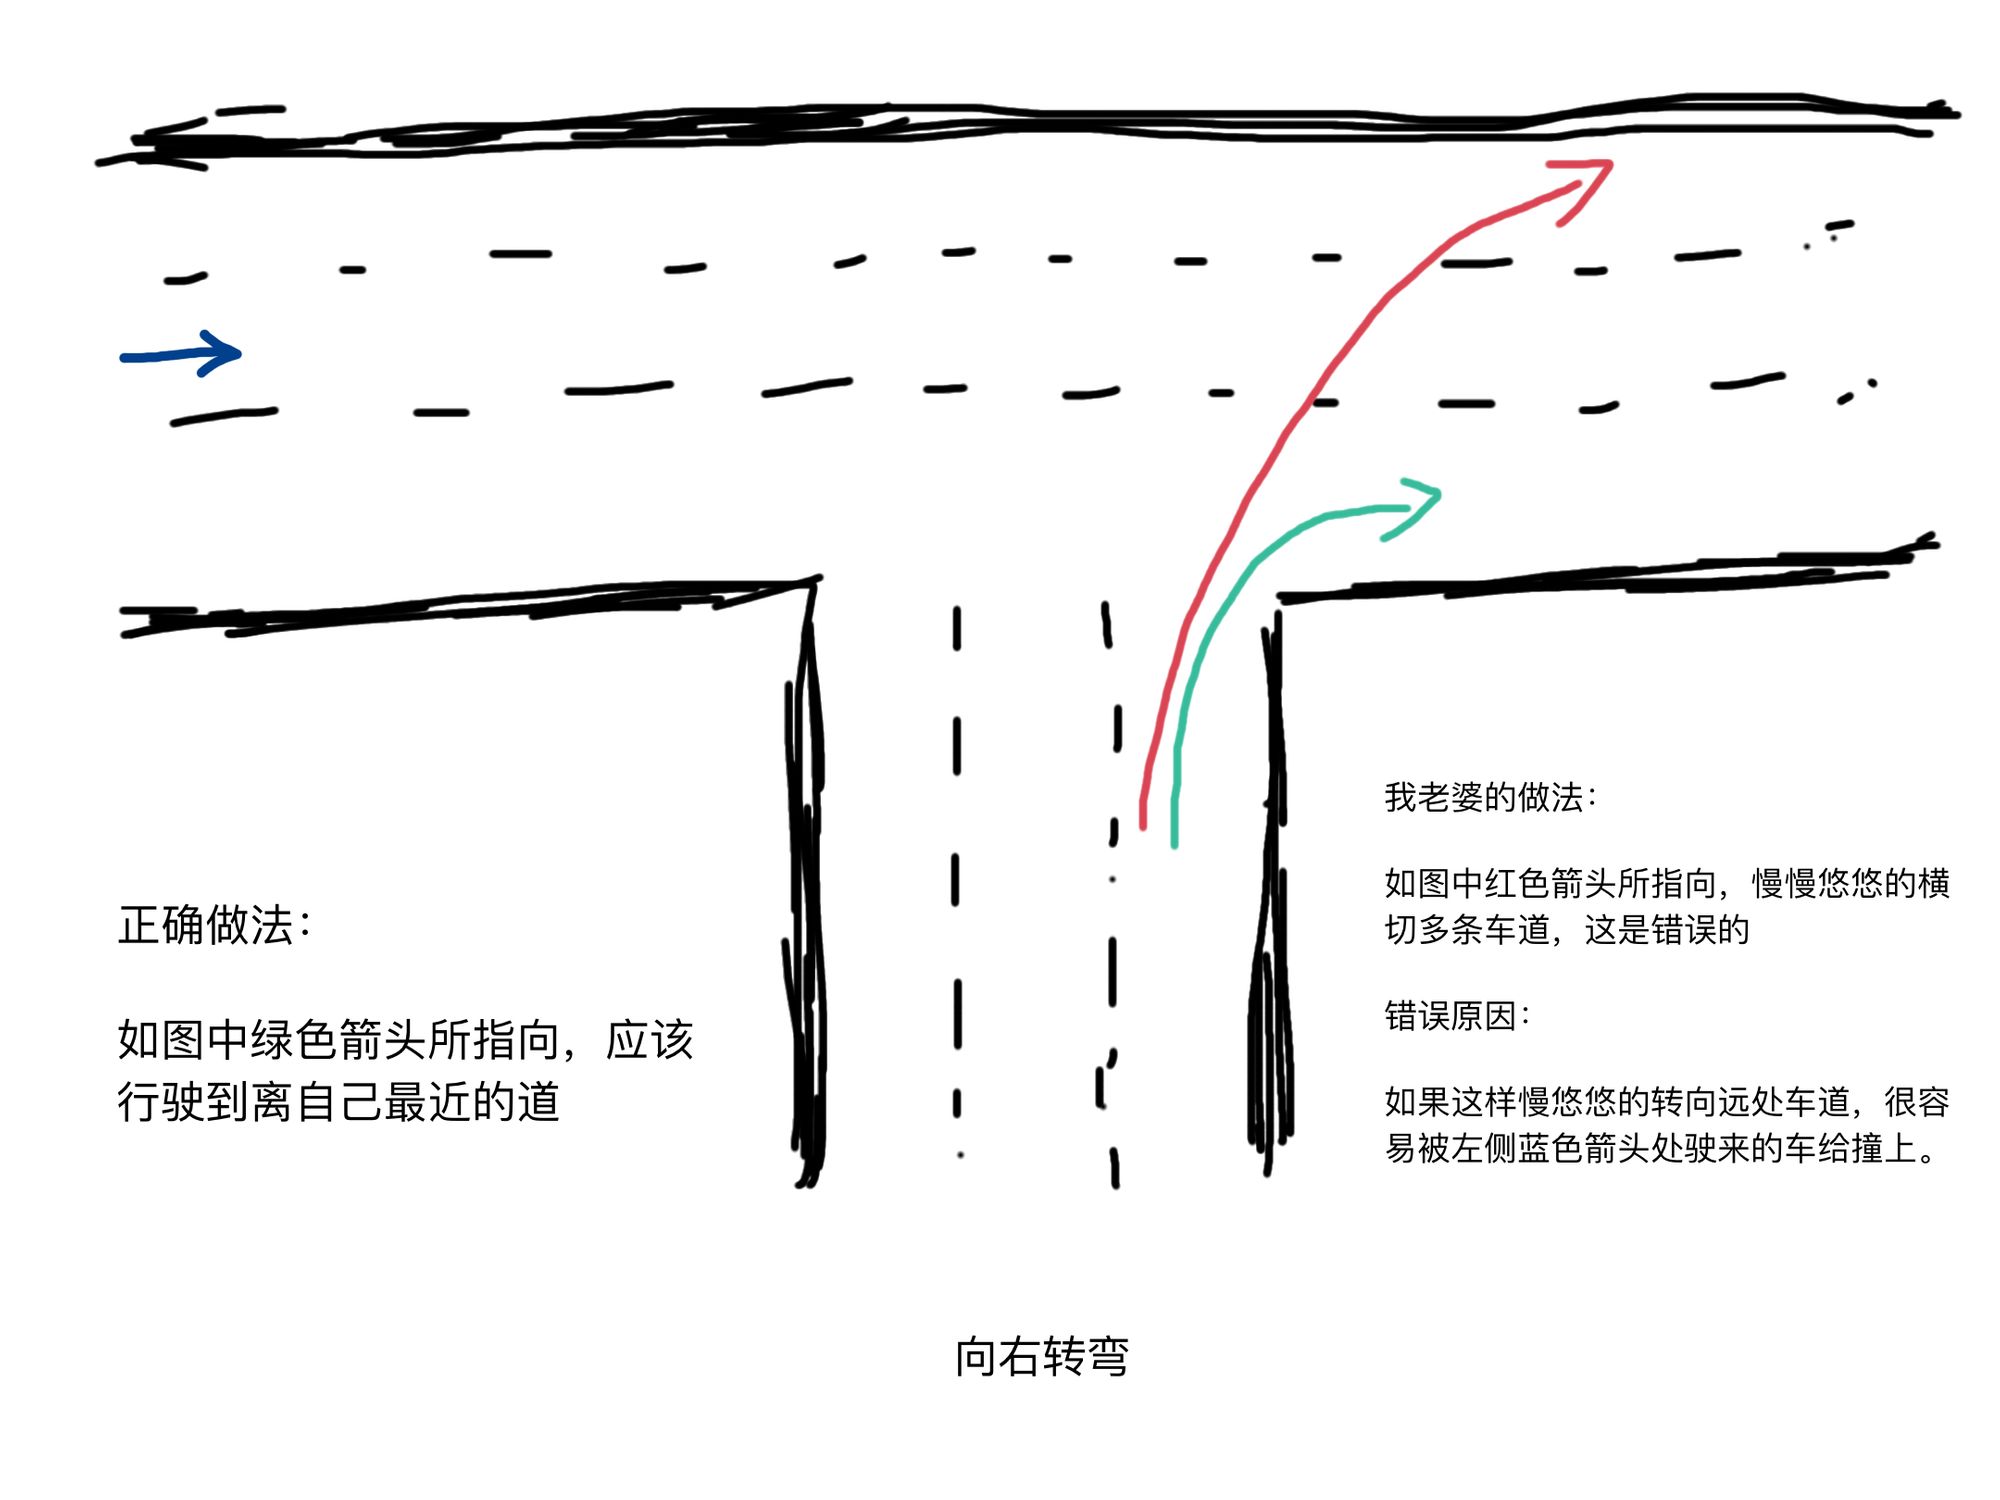 正确做法：
如图中绿色箭头所指向，应该
行驶到离自己最近的道
我老婆的做法：
如图中红色箭头所指向，慢慢悠悠的横
切多条车道，这是错误的
错误原因：
如果这样慢悠悠的转向远处车道，很容
易被左侧蓝色箭头处驶来的车给撞上。
向右转弯